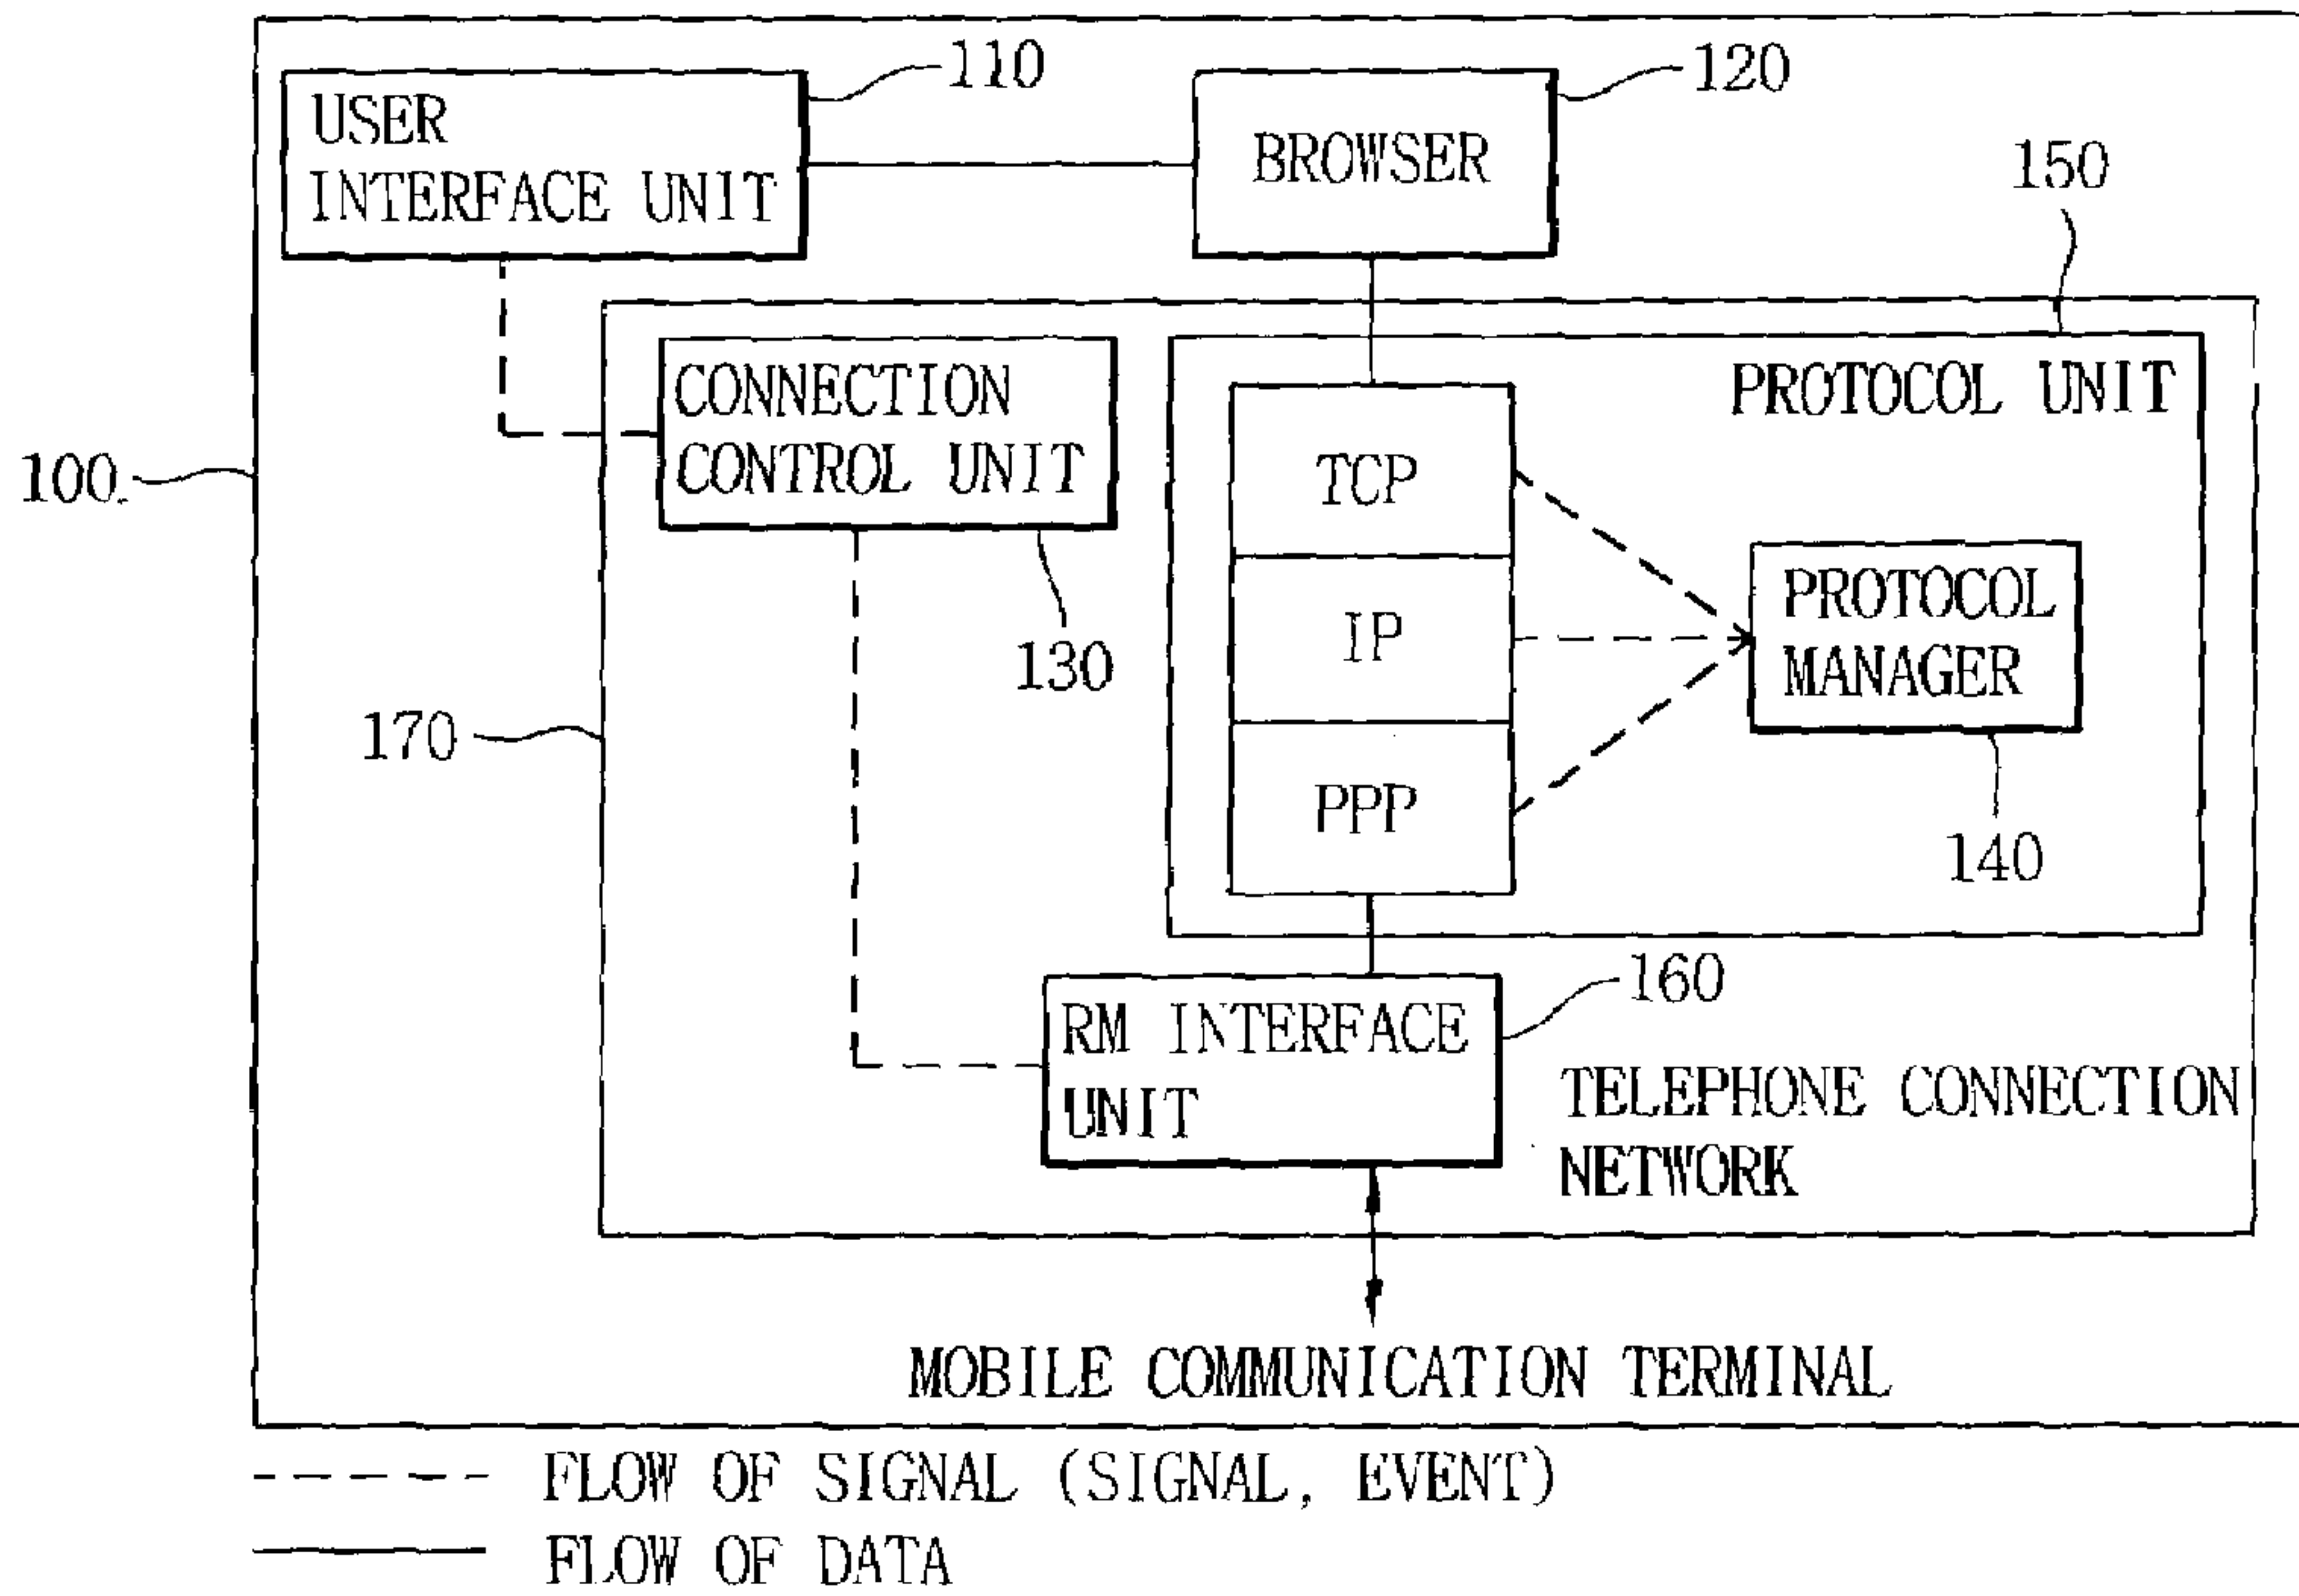 110
120
USER
INTERFACE UNIT
BROWSER
150
CONNECTION
CONTROL UNIT
PROTOCOL UNIT
100.
TCP
PROTOCOL
MANAGER
IP
130
170
PPP
140
160
RM INTERFACE
UNIT
TELEPHONE CONNECTION
NETWORK
MOBILE COMMUNICATION TERMINAL
FLOW OF SIGNAL (SIGNAL, EVENT)
FLOW OF DATA